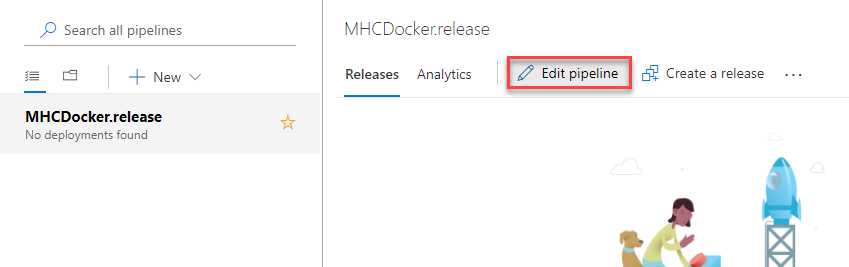 Search all pipelines
New
MHCDocker.release
No deployments found
MHCDocker.release
Releases Analytics Edit pipeline Create a release ...